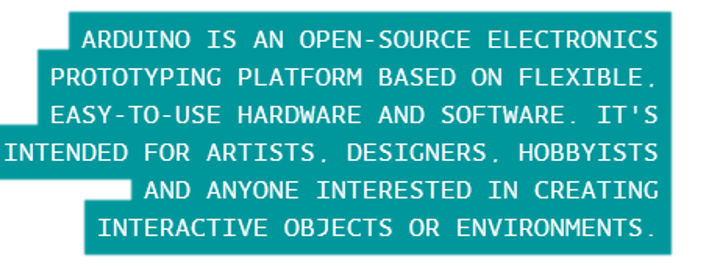 ARDUINO IS AN OPEN-SOURCE ELECTRONICS
PROTOTYPING PLATFORM BASED ON FLEXIBLE,
EASY-TO-USE HARDWARE AND SOFTWARE. IT'S
INTENDED FOR ARTISTS, DESIGNERS, HOBBYISTS
AND ANYONE INTERESTED IN CREATING
INTERACTIVE OBJECTS OR ENVIRONMENTS.